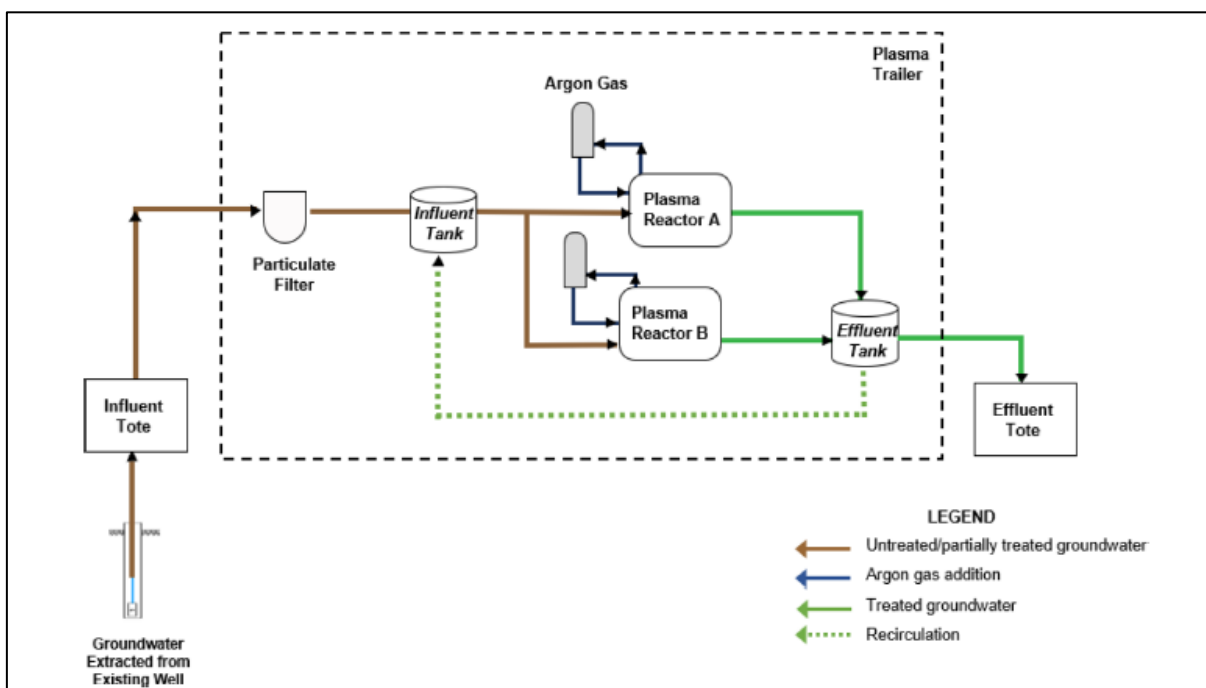 Plasma
Trailer
Argon Gas
Plasma
Reactor A
Influent
Tank
Particulate
Filter
Plasma
Reactor B
Effluent
Tank
Influent
Tote
Effluent
Tote
Groundwater
Extracted from
Existing Well
LEGEND
Untreated/partially treated groundwater
Argon gas addition
Treated groundwater
Recirculation